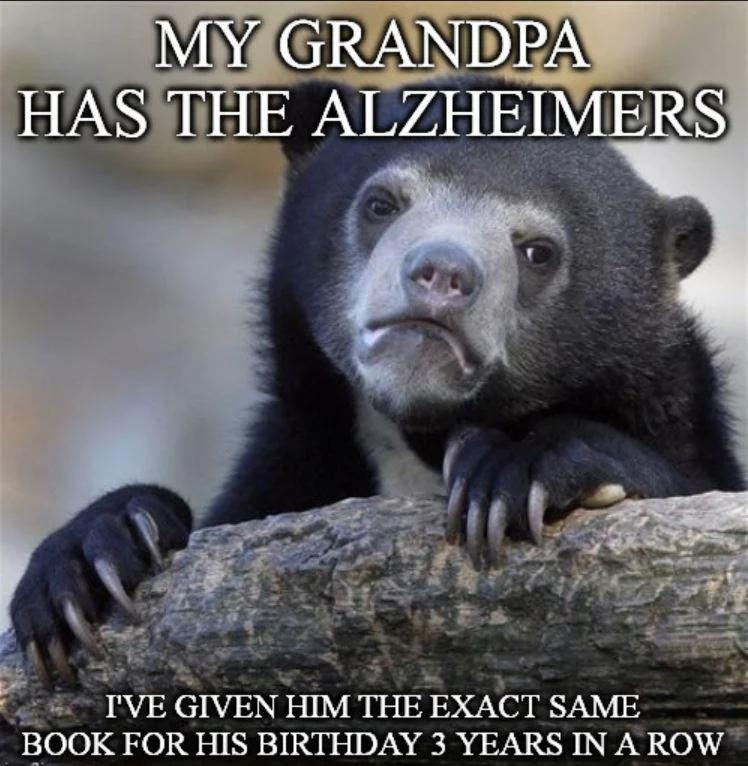 MY GRANDPA
HAS THE ALZHEIMERS
I'VE GIVEN HIM THE EXACT SAME
BOOK FOR HIS BIRTHDAY 3 YEARS IN A ROW